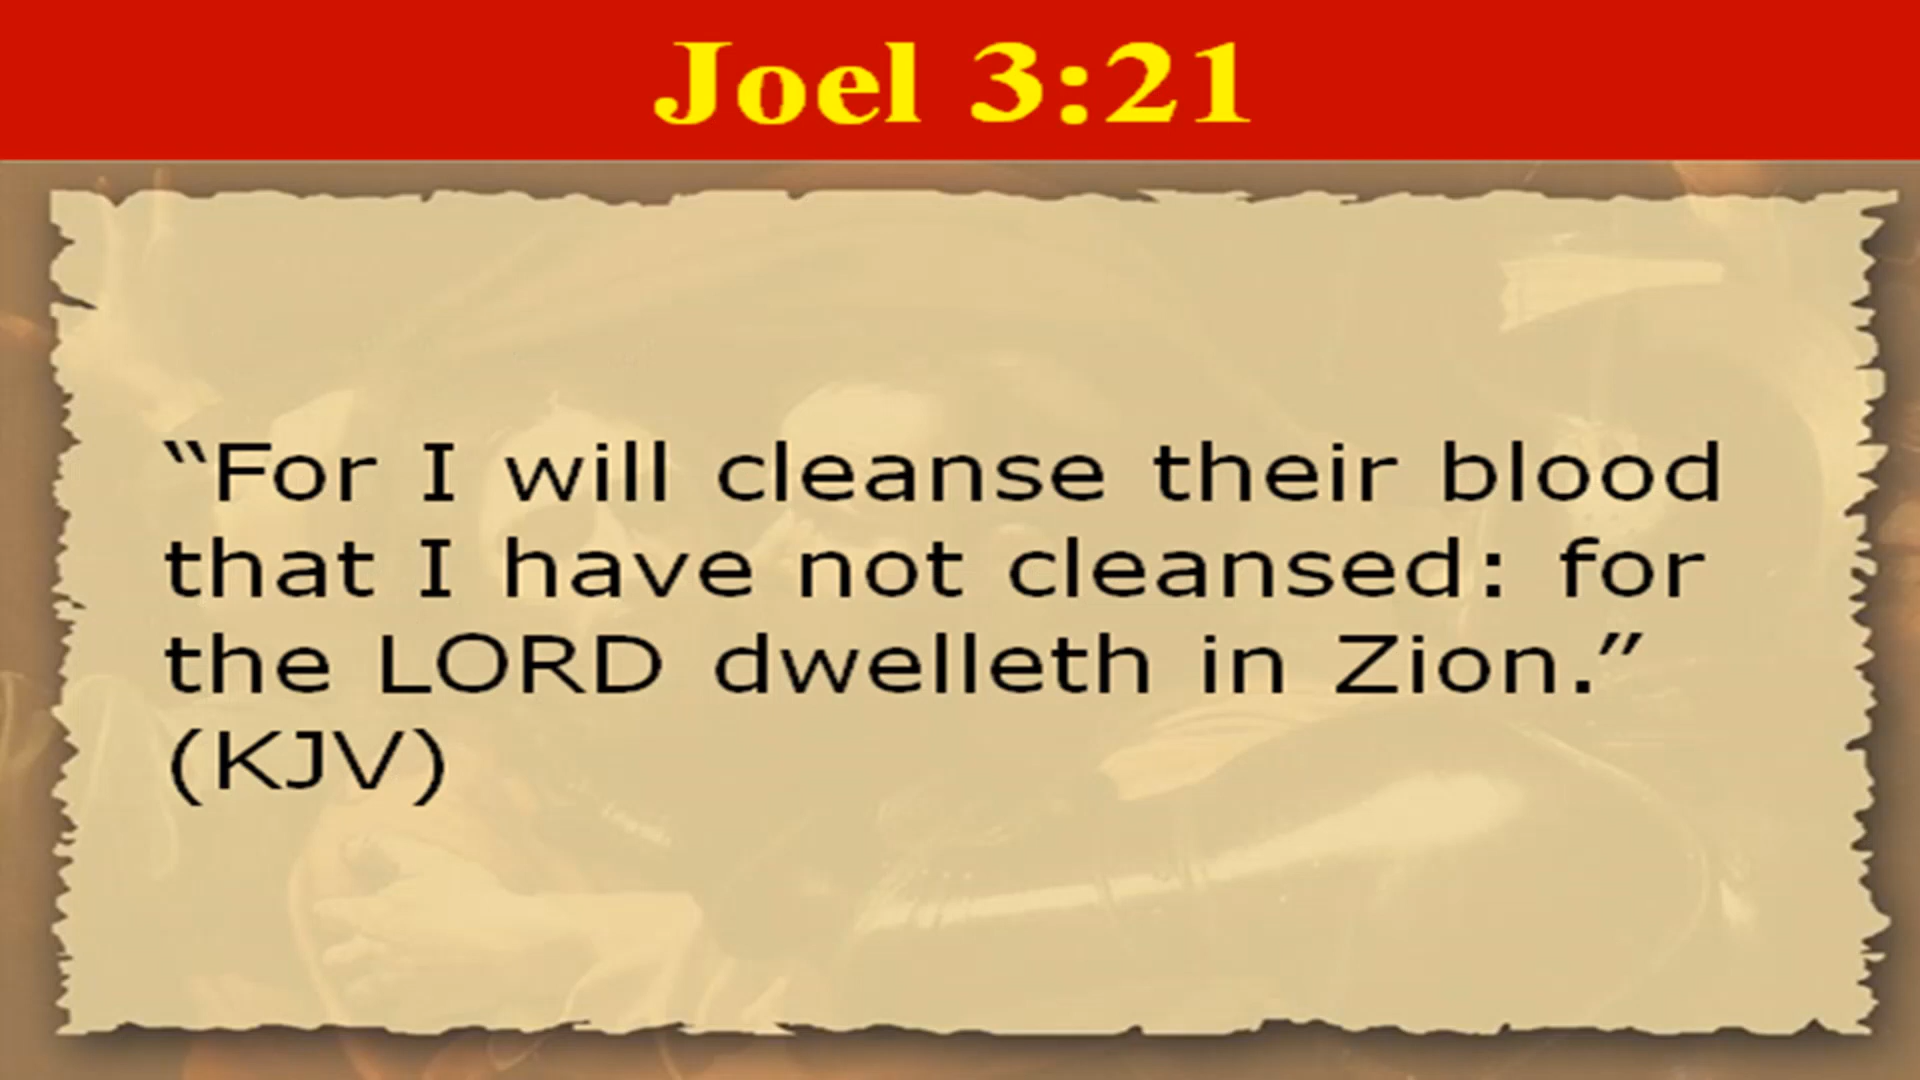 Joel 3:21
“For I will cleanse their blood
that I have not cleansed: for
the LORD dwelleth in Zion.”
(KJV)